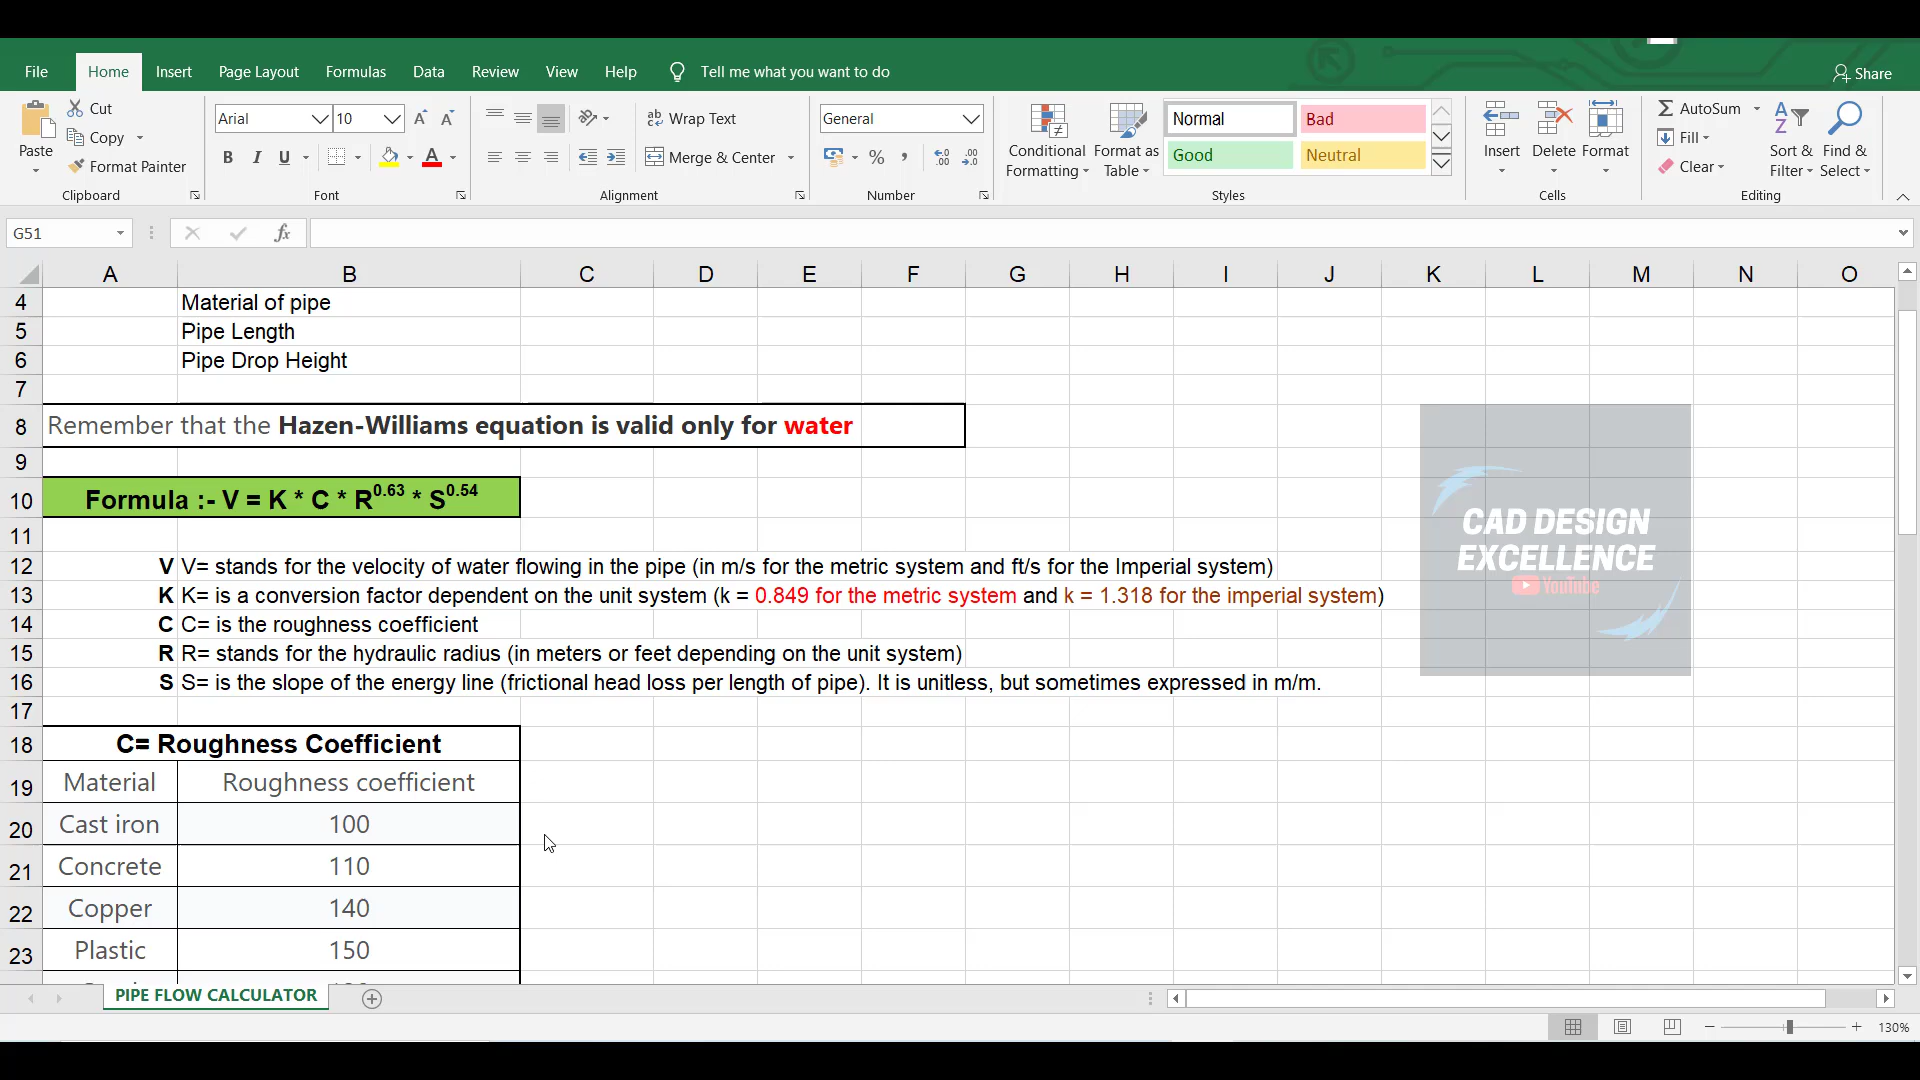 File Home Insert Page Layout Formulas Data Review View Help Tell me what you want to do Share
Cut
Copy
Format Painter
Paste
Clipboard
Arial 10
B I U A
Font
ab Wrap Text
Merge & Center
Alignment
General
% ,
Number
Conditional Formatting
Format as Table
Normal Bad
Good Neutral
Styles
Insert Delete Format
Cells
AutoSum
Fill
Clear
Sort & Filter
Find & Select
Editing
G51 fx
A B C D E F G H I J K L M N O
4 Material of pipe
5 Pipe Length
6 Pipe Drop Height
7
8 Remember that the Hazen-Williams equation is valid only for water
9
10 Formula :- V = K * C * R0.63 * S0.54
11
12 V V= stands for the velocity of water flowing in the pipe (in m/s for the metric system and ft/s for the Imperial system)
13 K K= is a conversion factor dependent on the unit system (k = 0.849 for the metric system and k = 1.318 for the imperial system)
14 C C= is the roughness coefficient
15 R R= stands for the hydraulic radius (in meters or feet depending on the unit system)
16 S S= is the slope of the energy line (frictional head loss per length of pipe). It is unitless, but sometimes expressed in m/m.
17
18 C= Roughness Coefficient
19 Material Roughness coefficient
20 Cast iron 100
21 Concrete 110
22 Copper 140
23 Plastic 150
CAD DESIGN
EXCELLENCE
YouTube
PIPE FLOW CALCULATOR
130%